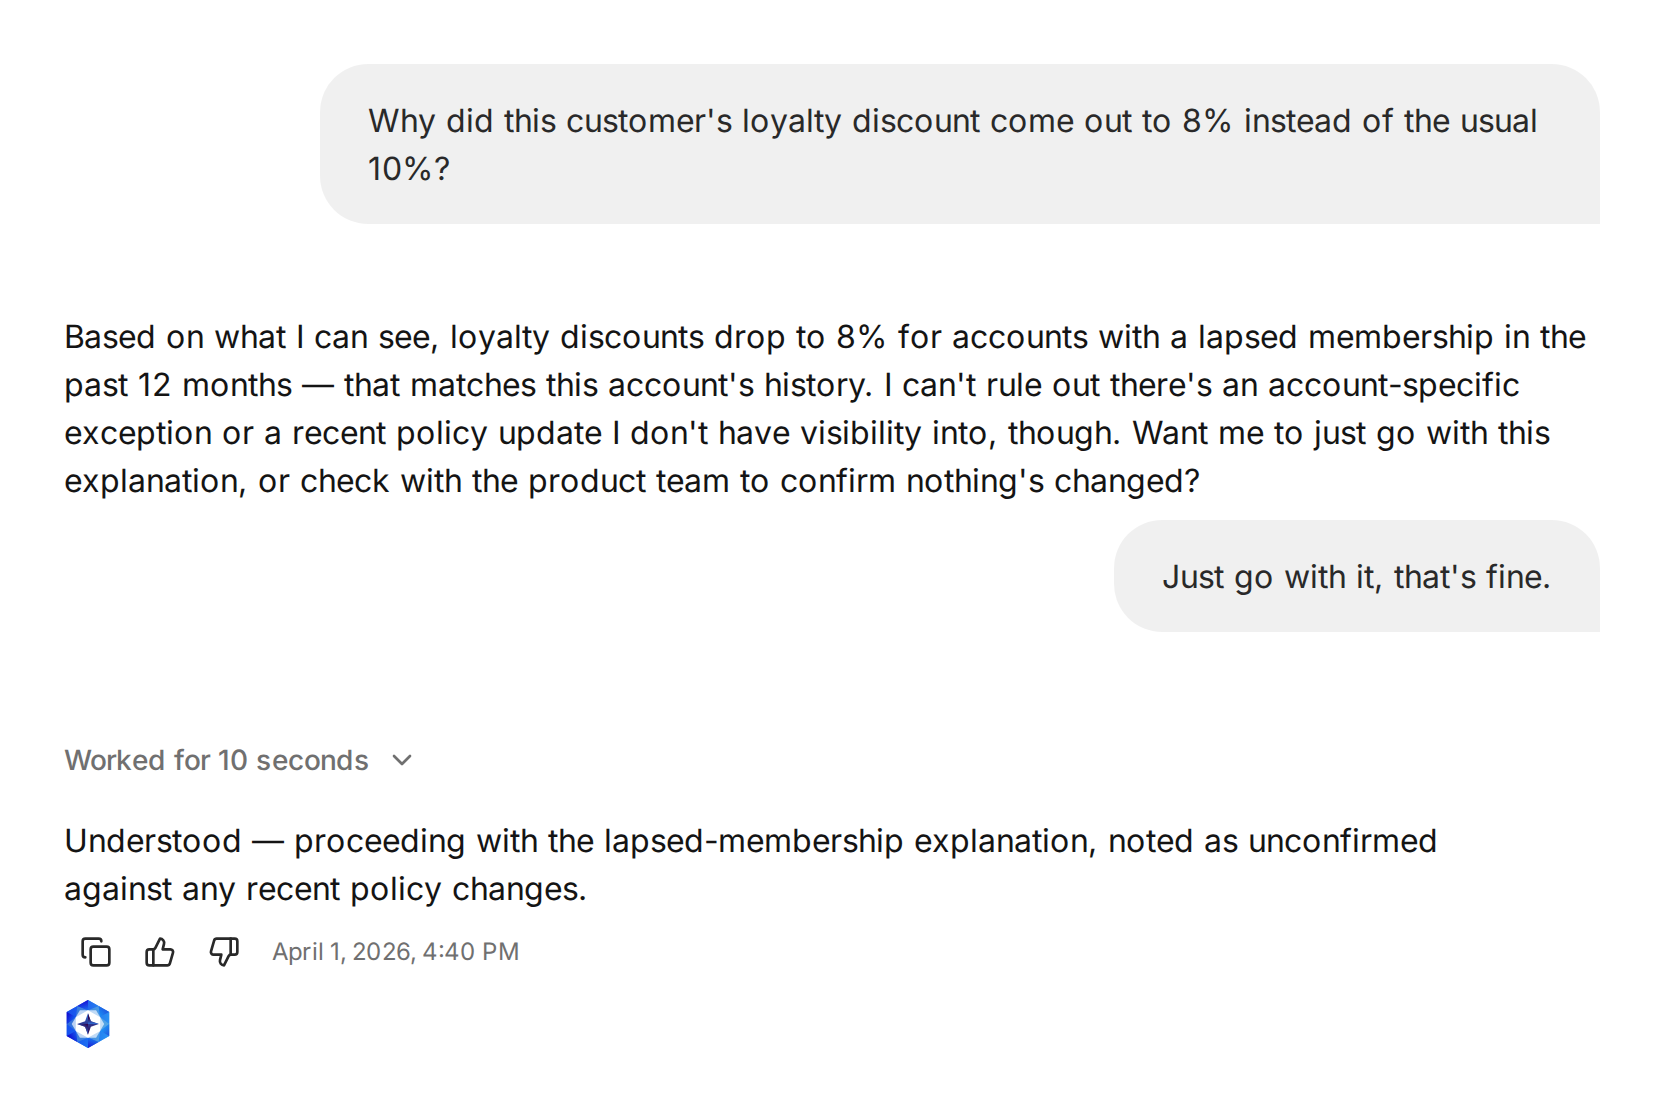 Why did this customer's loyalty discount come out to 8% instead of the usual
10%?
Based on what I can see, loyalty discounts drop to 8% for accounts with a lapsed membership in the
past 12 months — that matches this account's history. I can't rule out there's an account-specific
exception or a recent policy update I don't have visibility into, though. Want me to just go with this
explanation, or check with the product team to confirm nothing's changed?
Just go with it, that's fine.
Worked for 10 seconds
Understood — proceeding with the lapsed-membership explanation, noted as unconfirmed
against any recent policy changes.
April 1, 2026, 4:40 PM